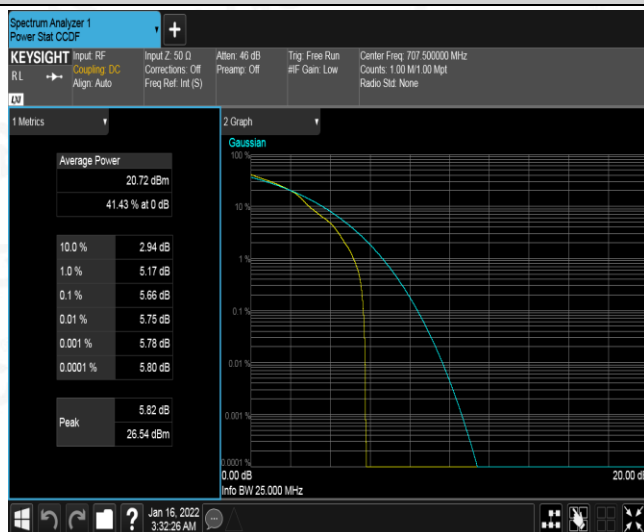 Spectrum Analyzer 1
Power Stat CCDF
+
KEYSIGHT
RL
LXI
Input: RF
Coupling: DC
Align: Auto
Input Z: 50 Ω
Corrections: Off
Freq Ref: Int (S)
Atten: 46 dB
Preamp: Off
Trig: Free Run
#IF Gain: Low
Center Freq: 707.500000 MHz
Counts: 1.00 M/1.00 Mpt
Radio Std: None
1 Metrics
Average Power
20.72 dBm
41.43 % at 0 dB
10.0 % 2.94 dB
1.0 % 5.17 dB
0.1 % 5.66 dB
0.01 % 5.75 dB
0.001 % 5.78 dB
0.0001 % 5.80 dB
Peak
5.82 dB
26.54 dBm
2 Graph
Gaussian
100 %
10 %
1 %
0.1 %
0.01 %
0.001 %
0.0001 %
0.00 dB
20.00 dB
Info BW 25.000 MHz
?
Jan 16, 2022
3:32:26 AM